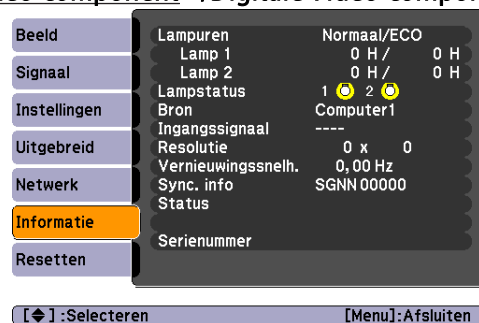 Beeld
Signaal
Instellingen
Uitgebreid
Netwerk
Informatie
Resetten
Lampuren Normaal/ECO
Lamp 1 0 H / 0 H
Lamp 2 0 H / 0 H
Lampstatus 1 2
Bron Computer1
Ingangssignaal ----
Resolutie 0 x 0
Vernieuwingssnelh. 0,00 Hz
Sync. info SGNN00000
Status
Serienummer
[ ] :Selecteren [Menu]:Afsluiten